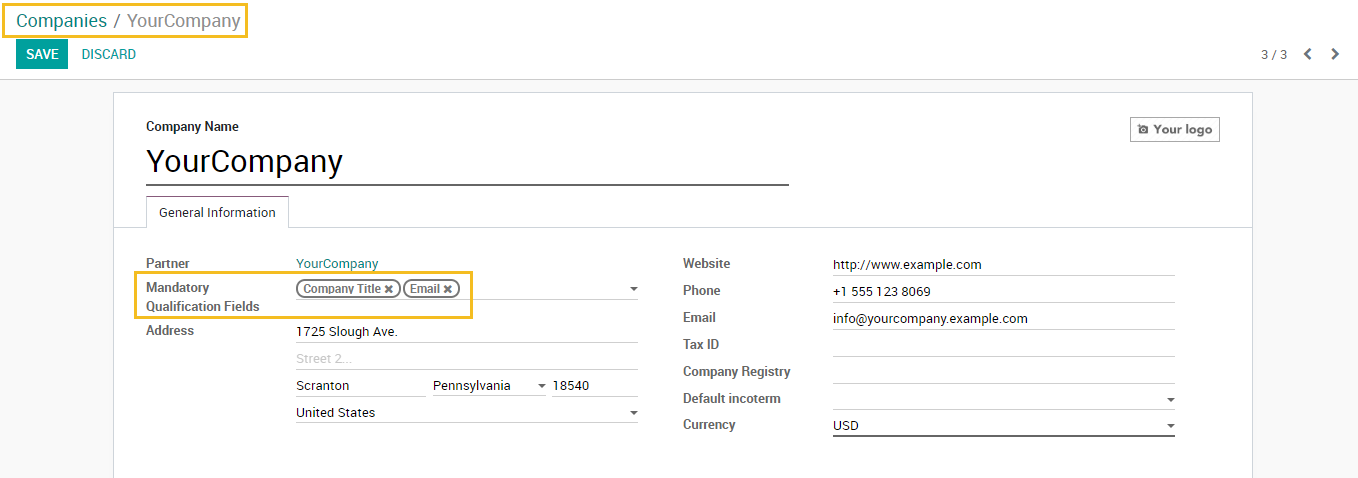 Companies / YourCompany
SAVE DISCARD 3 / 3
Company Name
Your logo
YourCompany
General Information
Partner YourCompany
Mandatory Qualification Fields Company Title Email
Address 1725 Slough Ave.
Street 2...
Scranton Pennsylvania 18540
United States
Website http://www.example.com
Phone +1 555 123 8069
Email info@yourcompany.example.com
Tax ID
Company Registry
Default incoterm
Currency USD